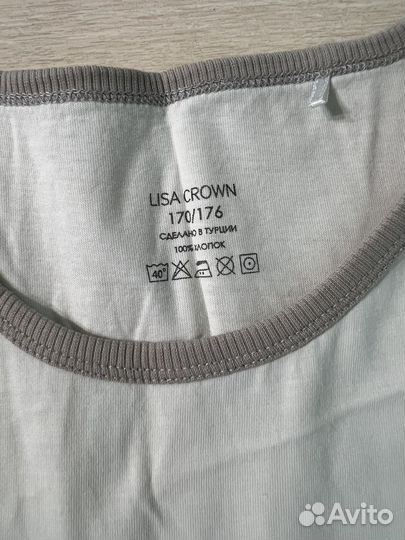 LISA CROWN
170/176
СДЕЛАНО В ТУРЦИИ
100% ХЛОПОК
40°
Avito